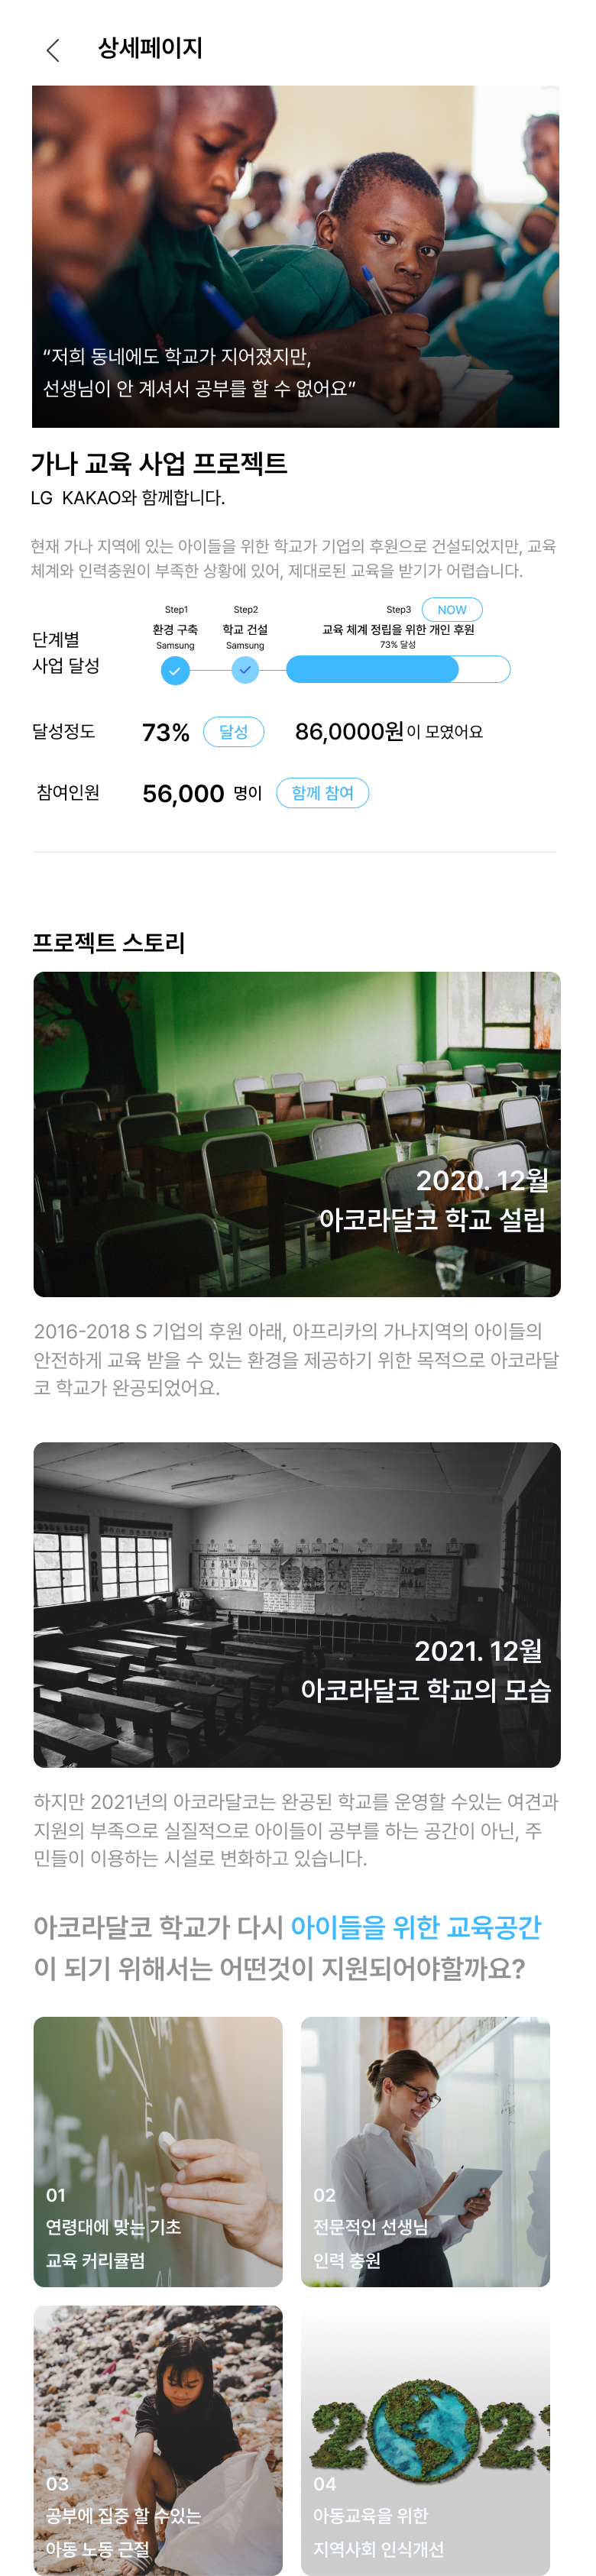 상세페이지
“저희 동네에도 학교가 지어졌지만,
선생님이 안 계셔서 공부를 할 수 없어요”
가나 교육 사업 프로젝트
LG  KAKAO와 함께합니다.
현재 가나 지역에 있는 아이들을 위한 학교가 기업의 후원으로 건설되었지만, 교육
체계와 인력충원이 부족한 상황에 있어, 제대로된 교육을 받기가 어렵습니다.
단계별
사업 달성
Step1
환경 구축
Samsung
Step2
학교 건설
Samsung
Step3 NOW
교육 체계 정립을 위한 개인 후원
73% 달성
달성정도 73% 달성 86,0000원이 모였어요
참여인원 56,000 명이 함께 참여
프로젝트 스토리
2020. 12월
아코라달코 학교 설립
2016-2018 S 기업의 후원 아래, 아프리카의 가나지역의 아이들의
안전하게 교육 받을 수 있는 환경을 제공하기 위한 목적으로 아코라달
코 학교가 완공되었어요.
2021. 12월
아코라달코 학교의 모습
하지만 2021년의 아코라달코는 완공된 학교를 운영할 수있는 여견과
지원의 부족으로 실질적으로 아이들이 공부를 하는 공간이 아닌, 주
민들이 이용하는 시설로 변화하고 있습니다.
아코라달코 학교가 다시 아이들을 위한 교육공간
이 되기 위해서는 어떤것이 지원되어야할까요?
01
연령대에 맞는 기초
교육 커리큘럼
02
전문적인 선생님
인력 충원
03
공부에 집중 할 수있는
아동 노동 근절
04
아동교육을 위한
지역사회 인식개선